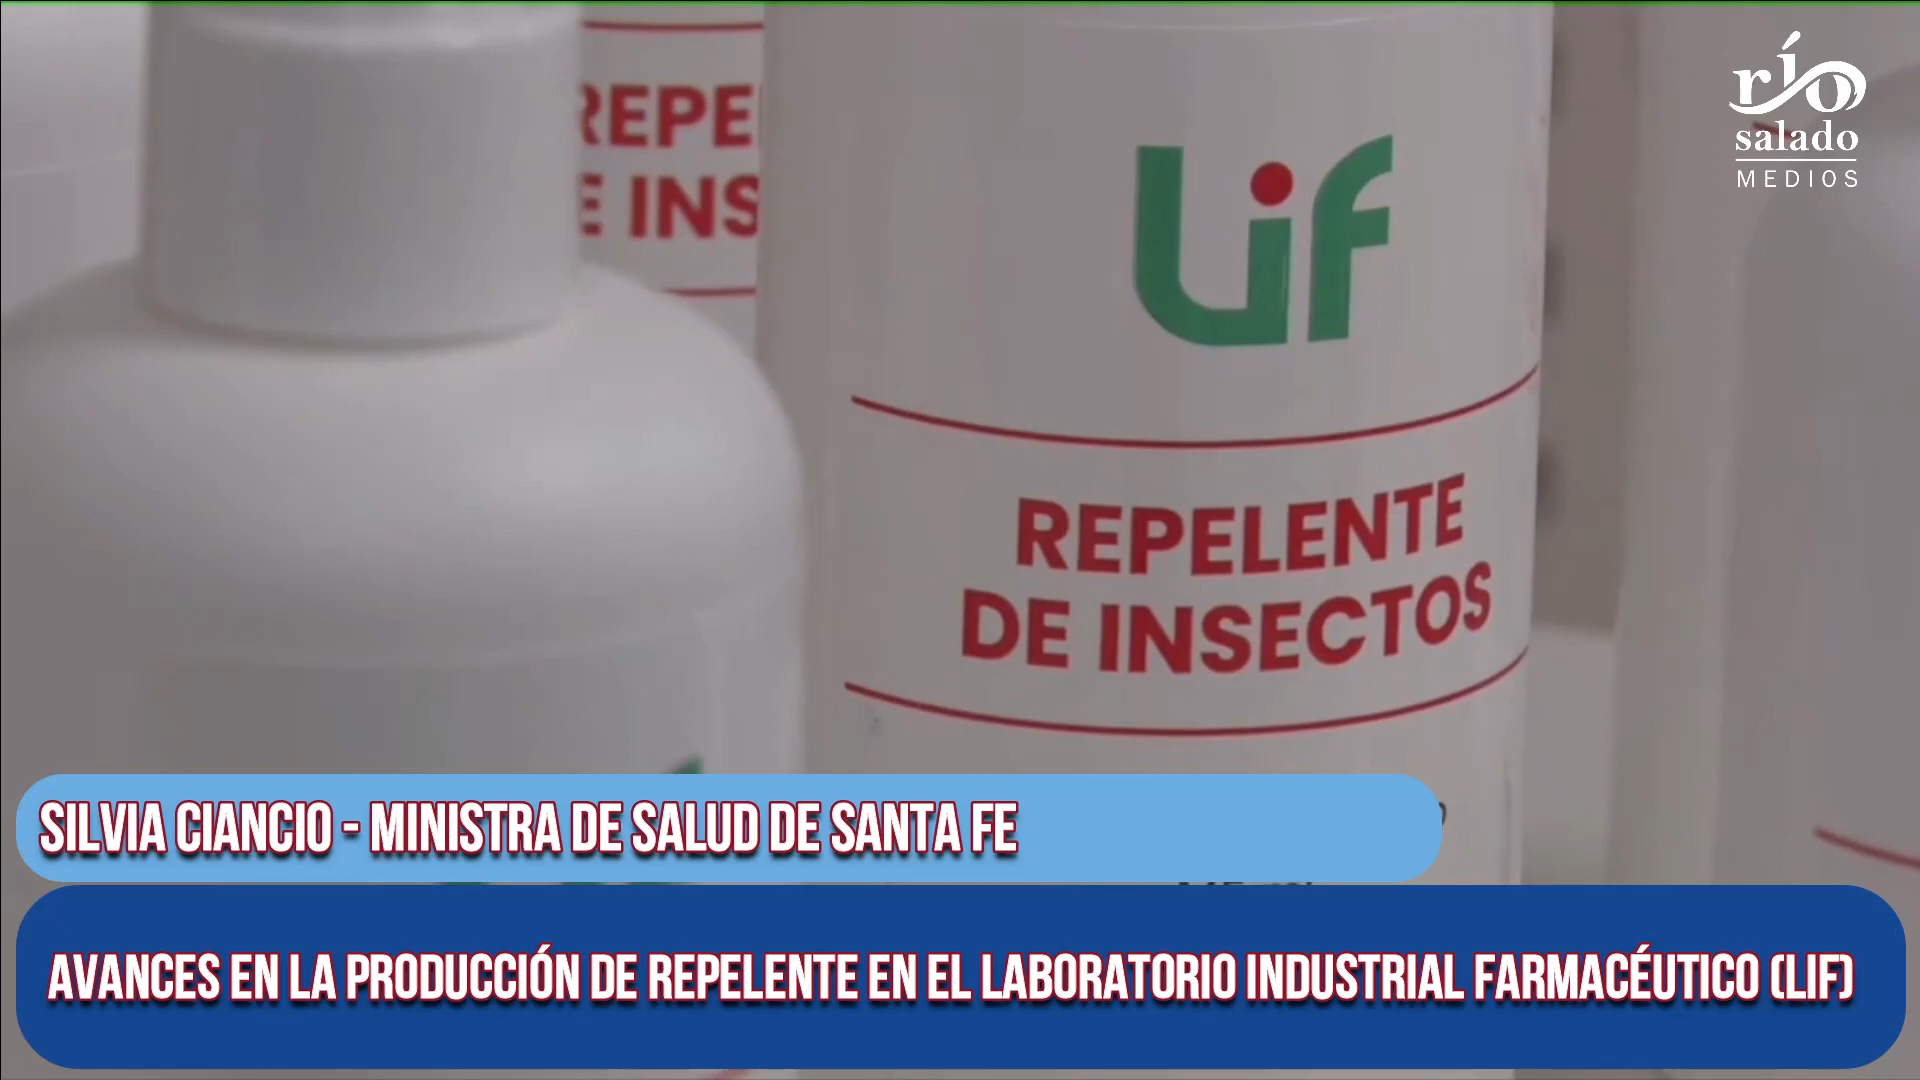 REPE
E INS
Lif
REPELENTE
DE INSECTOS
río
salado
MEDIOS
SILVIA CIANCIO - MINISTRA DE SALUD DE SANTA FE
AVANCES EN LA PRODUCCIÓN DE REPELENTE EN EL LABORATORIO INDUSTRIAL FARMACÉUTICO (LIF)